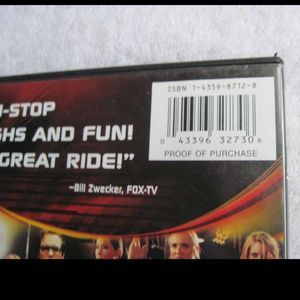 ISBN 1-4359-8712-8
-STOP
GHS AND FUN!
GREAT RIDE!"
–Bill Zwecker, FOX-TV
0 43396 32730 6
PROOF OF PURCHASE